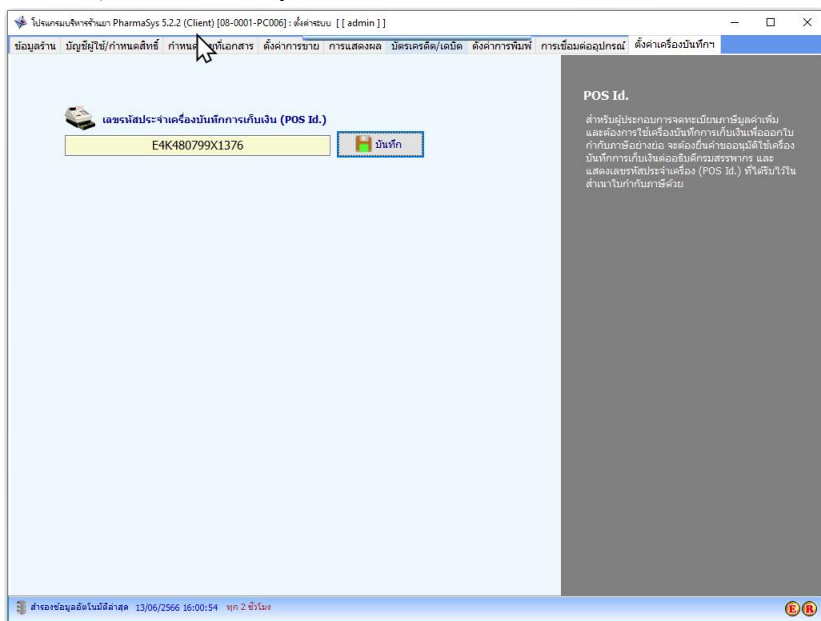 โปรแกรมบริหารร้านยา PharmaSys 5.2.2 (Client) [08-0001-PC006] : ตั้งค่าระบบ [ [ admin ] ]
ข้อมูลร้าน บัญชีผู้ใช้/กำหนดสิทธิ์ กำหนด ที่เอกสาร ตั้งค่าการขาย การแสดงผล บัตรเครดิต/เดบิต ตั้งค่าการพิมพ์ การเชื่อมต่ออุปกรณ์ ตั้งค่าเครื่องบันทึกฯ
POS Id.
เลขรหัสประจำเครื่องบันทึกการเก็บเงิน (POS Id.)
E4K480799X1376
บันทึก
สำหรับผู้ประกอบการจดทะเบียนภาษีมูลค่าเพิ่ม
และต้องการใช้เครื่องบันทึกการเก็บเงินเพื่อออกใบ
กำกับภาษีอย่างย่อ จะต้องยื่นคำขออนุมัติใช้เครื่อง
บันทึกการเก็บเงินต่ออธิบดีกรมสรรพากร และ
แสดงเลขรหัสประจำเครื่อง (POS Id.) ที่ได้รับไว้ใน
สำเนาใบกำกับภาษีด้วย
สำรองข้อมูลอัตโนมัติล่าสุด 13/06/2566 16:00:54 ทุก 2 ชั่วโมง
E R